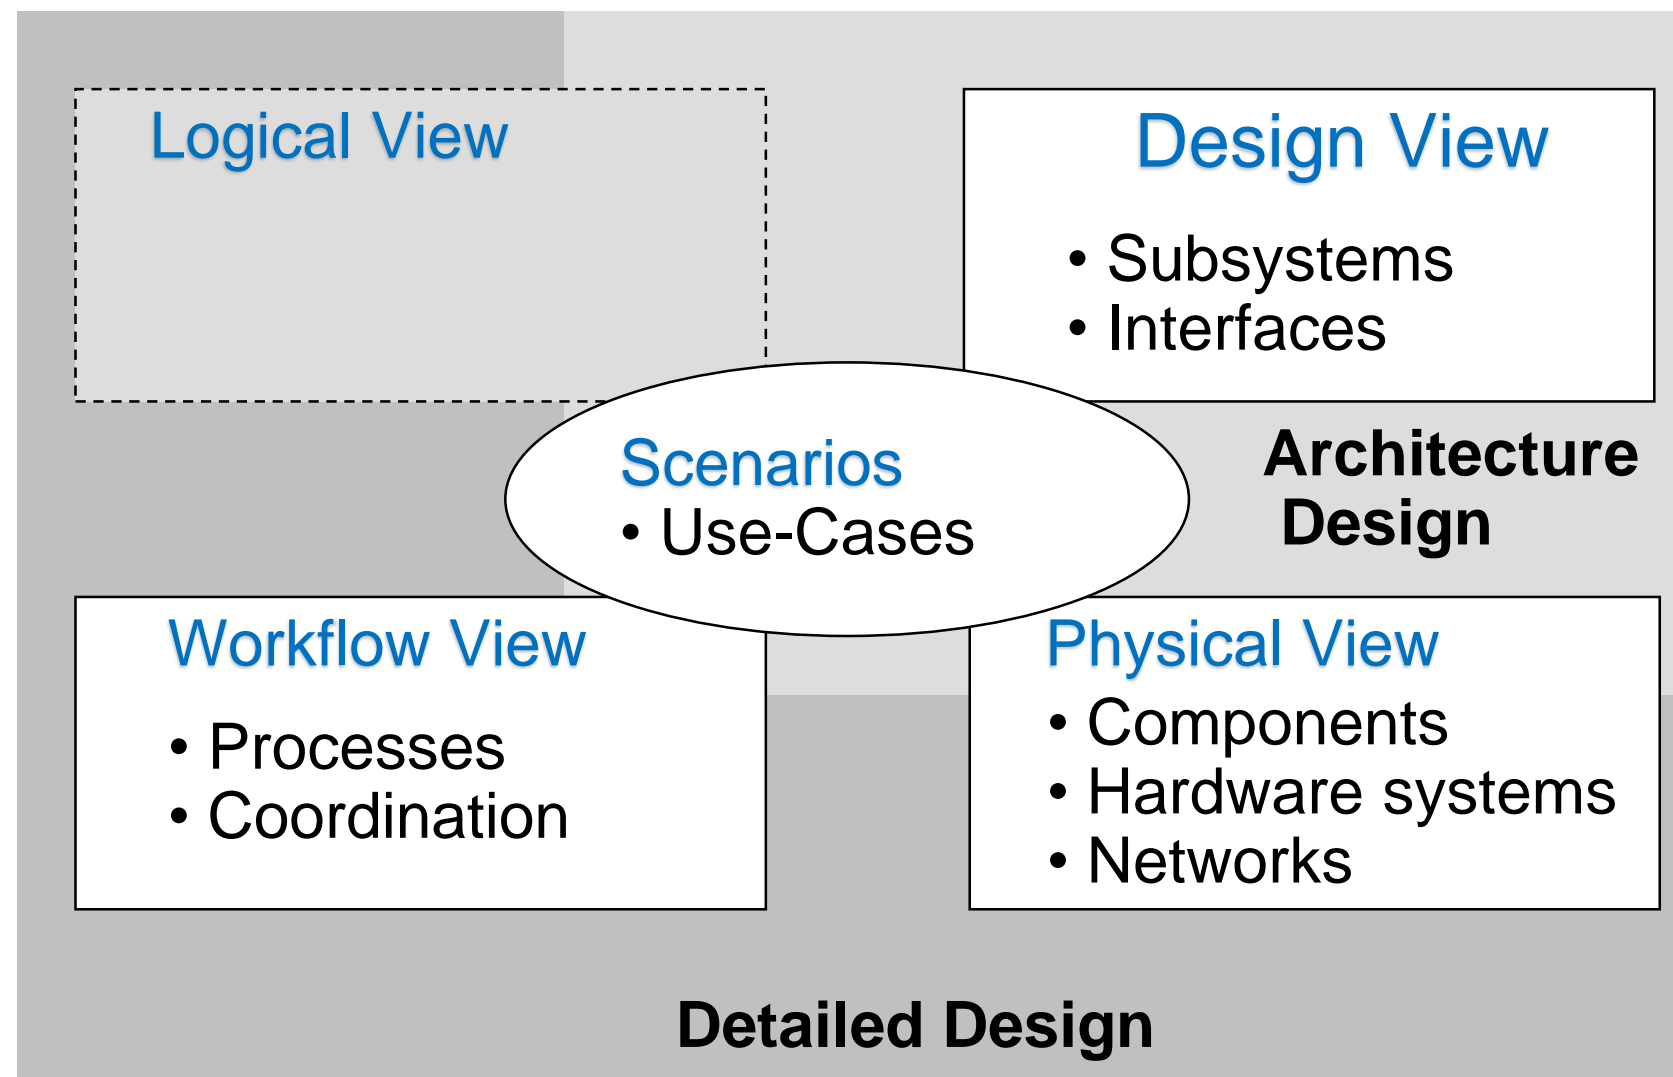 Logical View
Design View
• Subsystems
• Interfaces
Scenarios
• Use-Cases
Architecture
Design
Workflow View
• Processes
• Coordination
Physical View
• Components
• Hardware systems
• Networks
Detailed Design